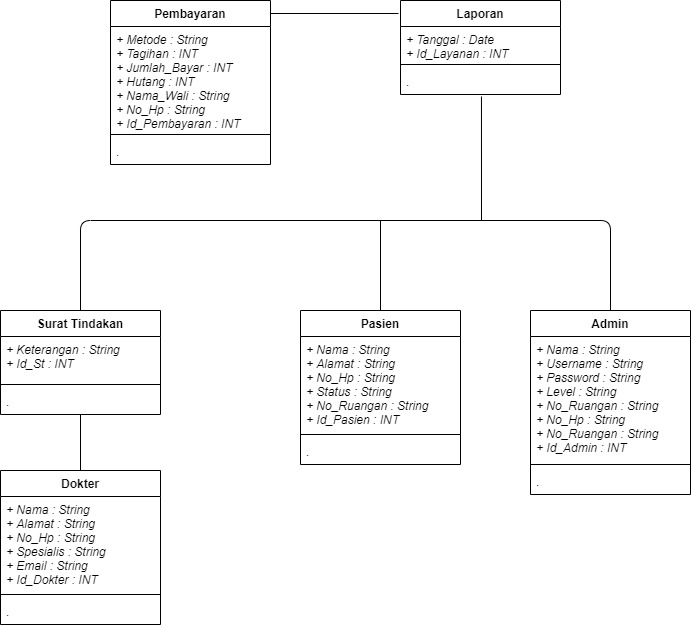 Pembayaran
+ Metode : String
+ Tagihan : INT
+ Jumlah_Bayar : INT
+ Hutang : INT
+ Nama_Wali : String
+ No_Hp : String
+ Id_Pembayaran : INT
.
Laporan
+ Tanggal : Date
+ Id_Layanan : INT
.
Surat Tindakan
+ Keterangan : String
+ Id_St : INT
.
Pasien
+ Nama : String
+ Alamat : String
+ No_Hp : String
+ Status : String
+ No_Ruangan : String
+ Id_Pasien : INT
.
Admin
+ Nama : String
+ Username : String
+ Password : String
+ Level : String
+ No_Ruangan : String
+ No_Hp : String
+ No_Ruangan : String
+ Id_Admin : INT
.
Dokter
+ Nama : String
+ Alamat : String
+ No_Hp : String
+ Spesialis : String
+ Email : String
+ Id_Dokter : INT
.